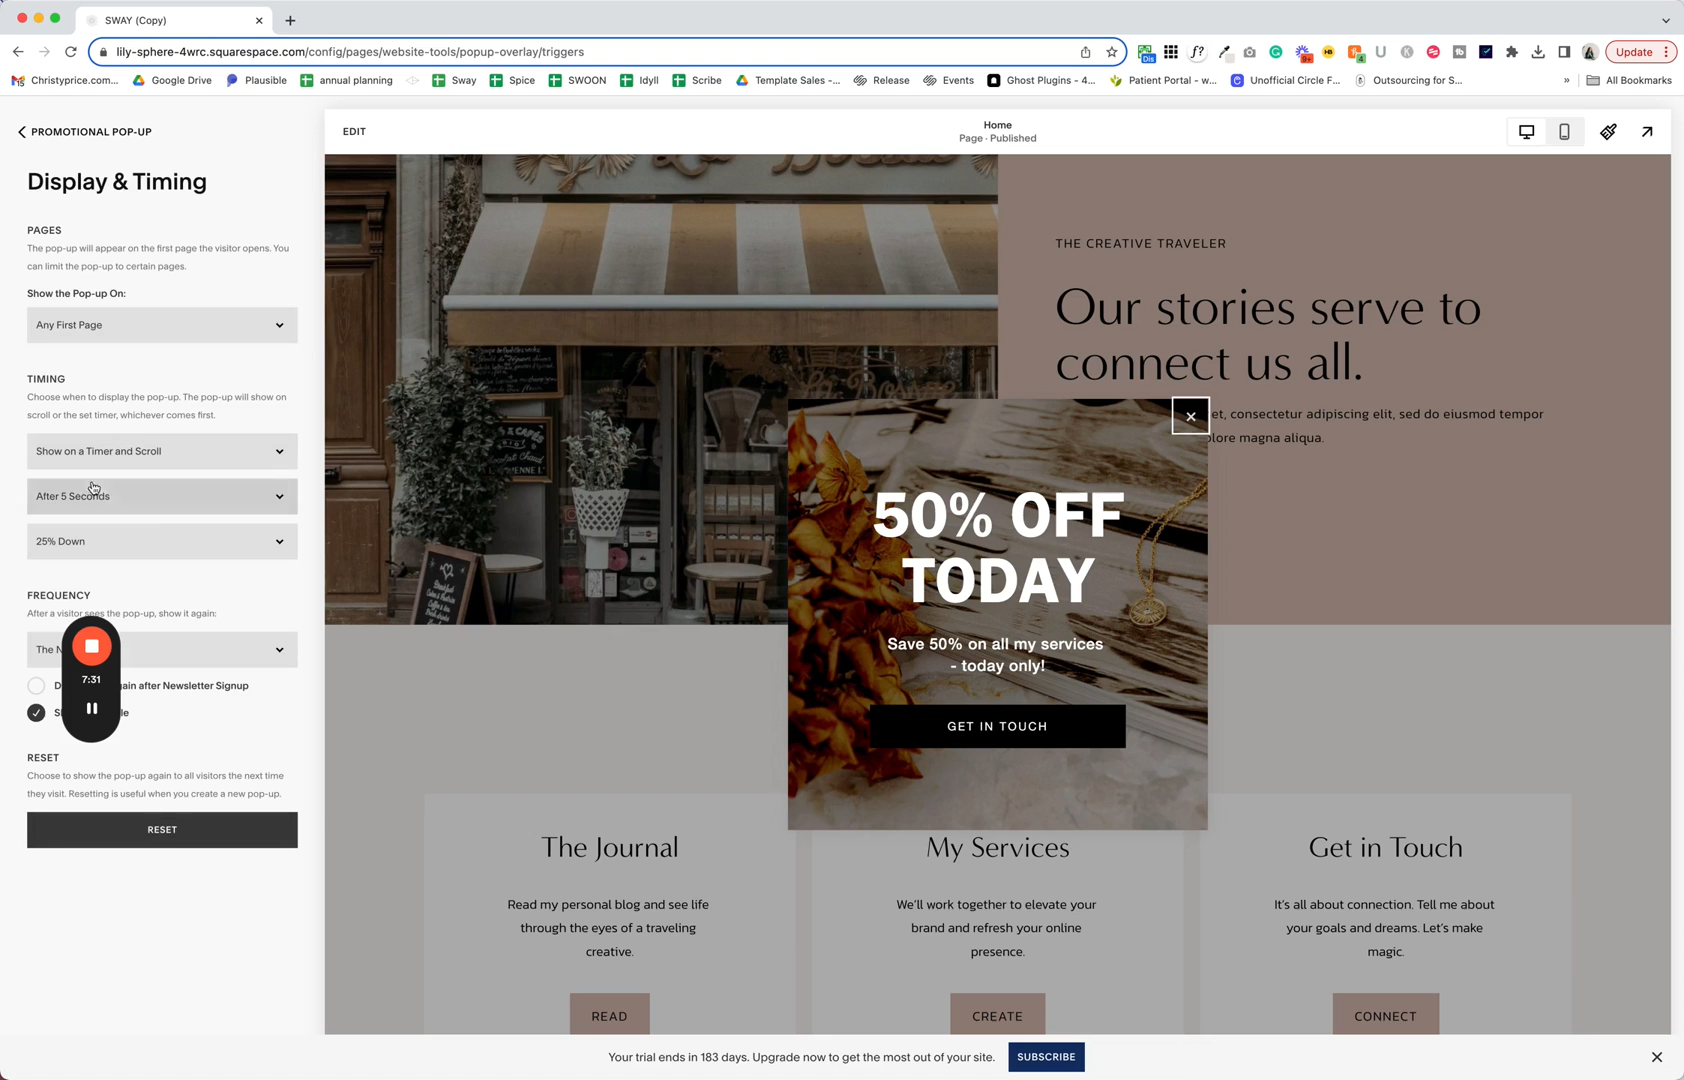 SWAY (Copy)
lily-sphere-4wrc.squarespace.com/config/pages/website-tools/popup-overlay/triggers
Update
Christyprice.com...
Google Drive
Plausible
annual planning
Sway
Spice
SWOON
Idyll
Scribe
Template Sales -...
Release
Events
Ghost Plugins - 4...
Patient Portal - w...
Unofficial Circle F...
Outsourcing for S...
»
All Bookmarks
PROMOTIONAL POP-UP
Display & Timing
PAGES
The pop-up will appear on the first page the visitor opens. You
can limit the pop-up to certain pages.
Show the Pop-up On:
Any First Page
TIMING
Choose when to display the pop-up. The pop-up will show on
scroll or the set timer, whichever comes first.
Show on a Timer and Scroll
After 5 Seconds
25% Down
FREQUENCY
After a visitor sees the pop-up, show it again:
7:31
after Newsletter Signup
RESET
Choose to show the pop-up again to all visitors the next time
they visit. Resetting is useful when you create a new pop-up.
RESET
EDIT
Home
Page · Published
THE CREATIVE TRAVELER
Our stories serve to
connect us all.
et, consectetur adipiscing elit, sed do eiusmod tempor
magna aliqua.
50% OFF
TODAY
Save 50% on all my services
- today only!
GET IN TOUCH
The Journal
Read my personal blog and see life
through the eyes of a traveling
creative.
READ
My Services
We'll work together to elevate your
brand and refresh your online
presence.
CREATE
Get in Touch
It's all about connection. Tell me about
your goals and dreams. Let's make
magic.
CONNECT
Your trial ends in 183 days. Upgrade now to get the most out of your site.
SUBSCRIBE